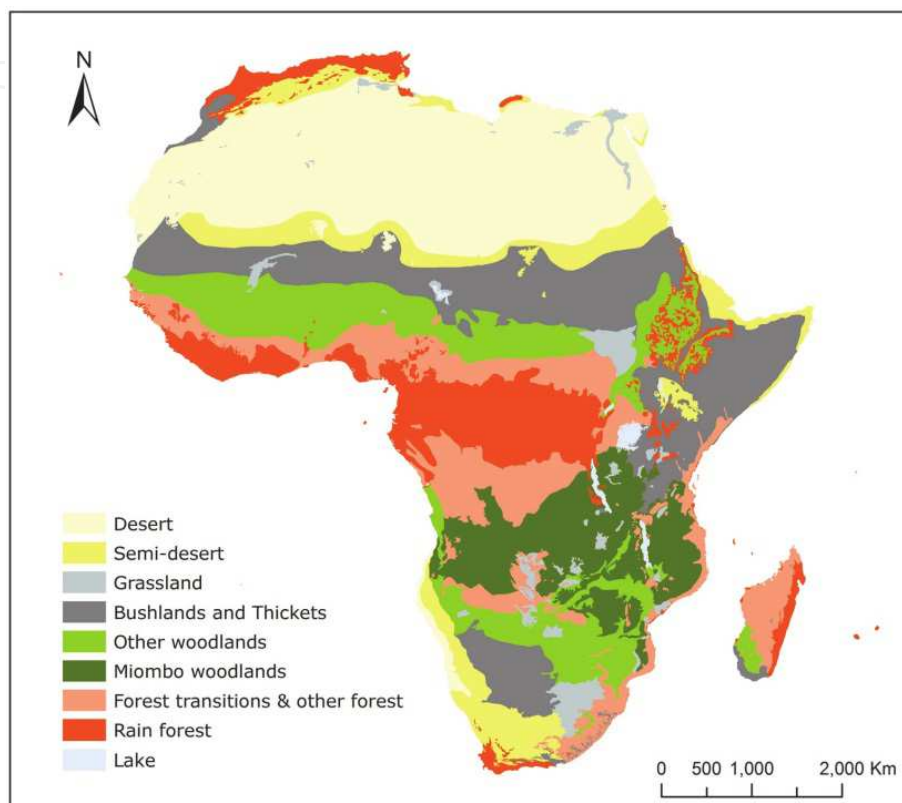 N
Desert
Semi-desert
Grassland
Bushlands and Thickets
Other woodlands
Miombo woodlands
Forest transitions & other forest
Rain forest
Lake
0 500 1,000 2,000 Km